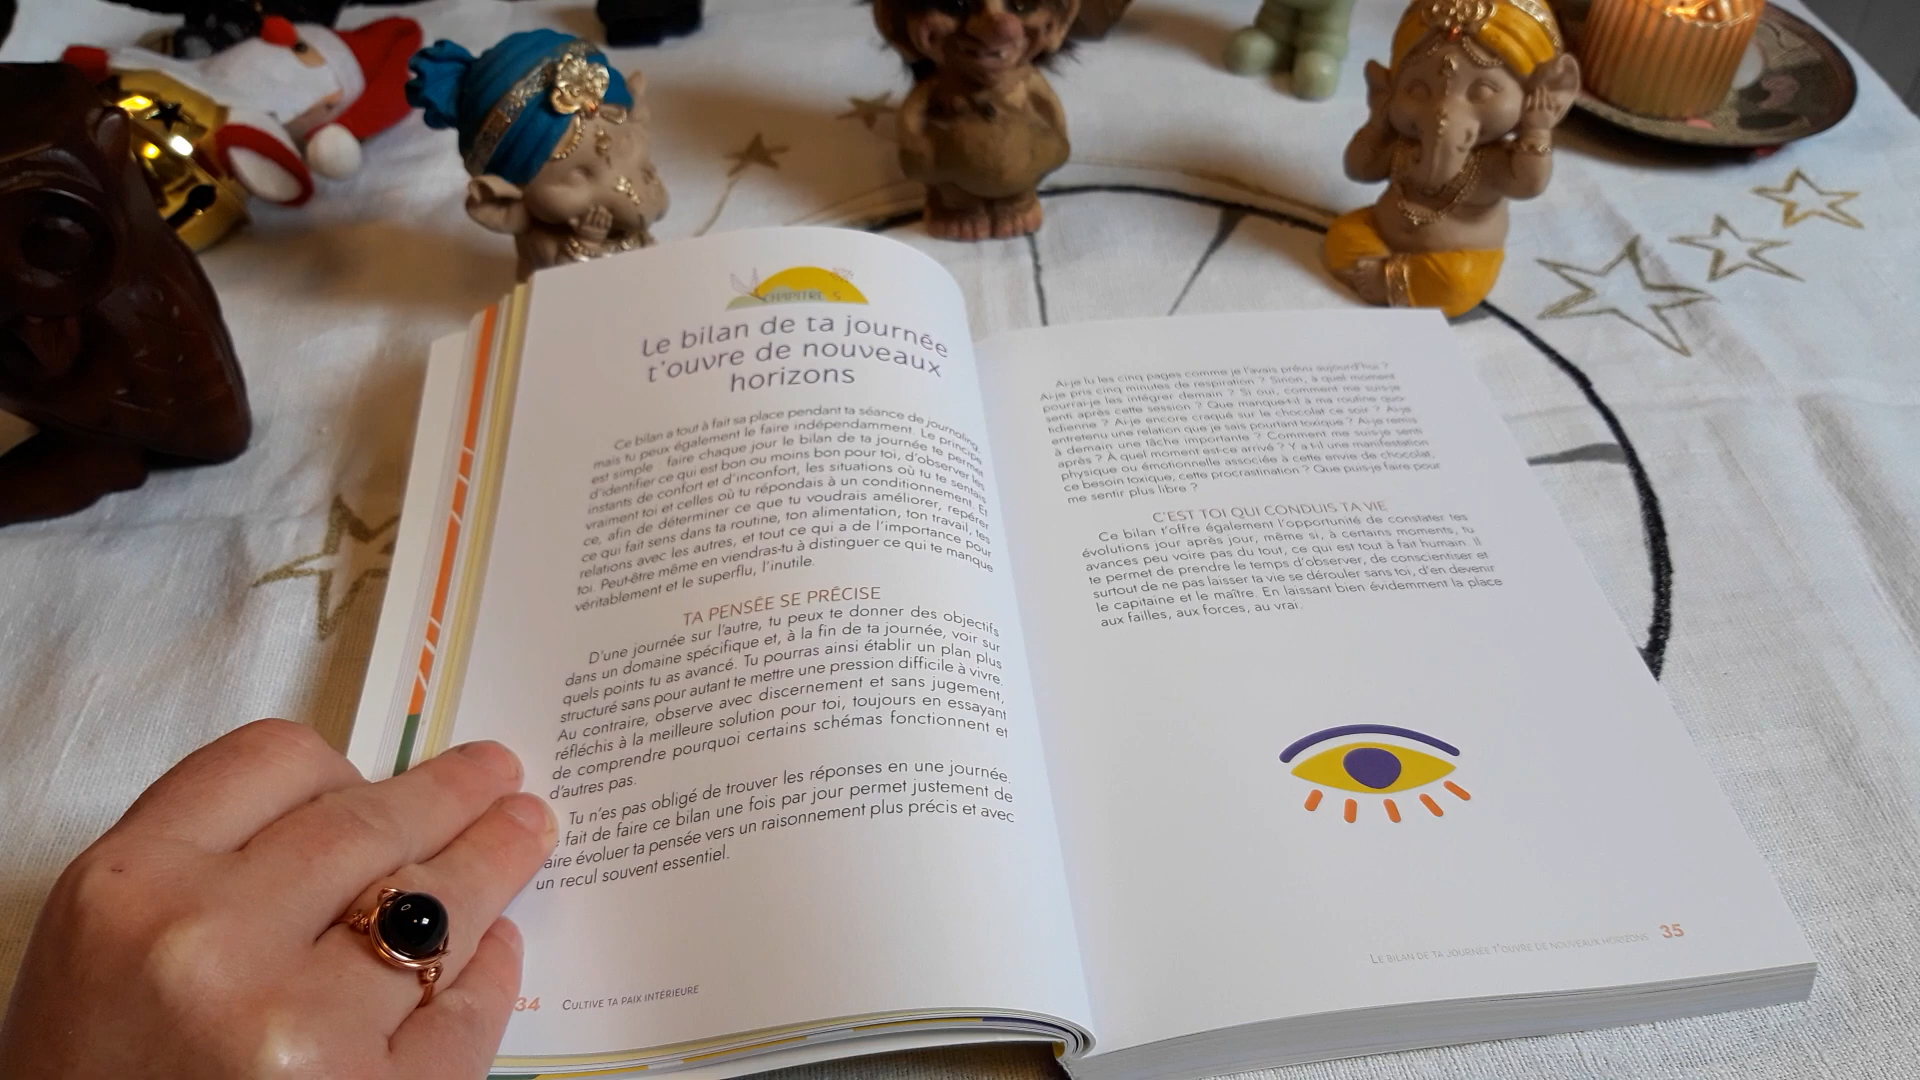 CHAPITRE 5
Le bilan de ta journée
t'ouvre de nouveaux
horizons
Ce bilan a tout à fait sa place pendant ta séance de journaling,
mais tu peux également le faire indépendamment. Le principe
est simple : faire chaque jour le bilan de ta journée te permet
d'identifier ce qui est bon ou moins bon pour toi, d'observer les
instants de confort et d'inconfort, les situations où tu te sentais
vraiment toi et celles où tu répondais à un conditionnement. Et
ce, afin de déterminer ce que tu voudrais améliorer, repérer
ce qui fait sens dans ta routine, ton alimentation, ton travail, tes
relations avec les autres, et tout ce qui a de l'importance pour
toi. Peut-être même en viendras-tu à distinguer ce qui te manque
véritablement et le superflu, l'inutile.
TA PENSÉE SE PRÉCISE
D'une journée sur l'autre, tu peux te donner des objectifs
dans un domaine spécifique et, à la fin de ta journée, voir sur
quels points tu as avancé. Tu pourras ainsi établir un plan plus
structuré sans pour autant te mettre une pression difficile à vivre.
Au contraire, observe avec discernement et sans jugement,
réfléchis à la meilleure solution pour toi, toujours en essayant
de comprendre pourquoi certains schémas fonctionnent et
d'autres pas.
Tu n'es pas obligé de trouver les réponses en une journée.
fait de faire ce bilan une fois par jour permet justement de
aire évoluer ta pensée vers un raisonnement plus précis et avec
un recul souvent essentiel.
34 CULTIVE TA PAIX INTÉRIEURE
Ai-je lu les cinq pages comme je l'avais prévu aujourd'hui ?
Ai-je pris cinq minutes de respiration ? Sinon, à quel moment
pourrai-je les intégrer demain ? Si oui, comment me suis-je
senti après cette session ? Que manque-t-il à ma routine quo-
tidienne ? Ai-je encore craqué sur le chocolat ce soir ? Ai-je
entretenu une relation que je sais pourtant toxique ? Ai-je remis
à demain une tâche importante ? Comment me suis-je senti
après ? À quel moment est-ce arrivé ? Y a-t-il une manifestation
physique ou émotionnelle associée à cette envie de chocolat,
ce besoin toxique, cette procrastination ? Que puis-je faire pour
me sentir plus libre ?
C'EST TOI QUI CONDUIS TA VIE
Ce bilan t'offre également l'opportunité de constater tes
évolutions jour après jour, même si, à certains moments, tu
avances peu voire pas du tout, ce qui est tout à fait humain. Il
te permet de prendre le temps d'observer, de conscientiser et
surtout de ne pas laisser ta vie se dérouler sans toi, d'en devenir
le capitaine et le maître. En laissant bien évidemment la place
aux failles, aux forces, au vrai.
LE BILAN DE TA JOURNÉE T'OUVRE DE NOUVEAUX HORIZONS 35